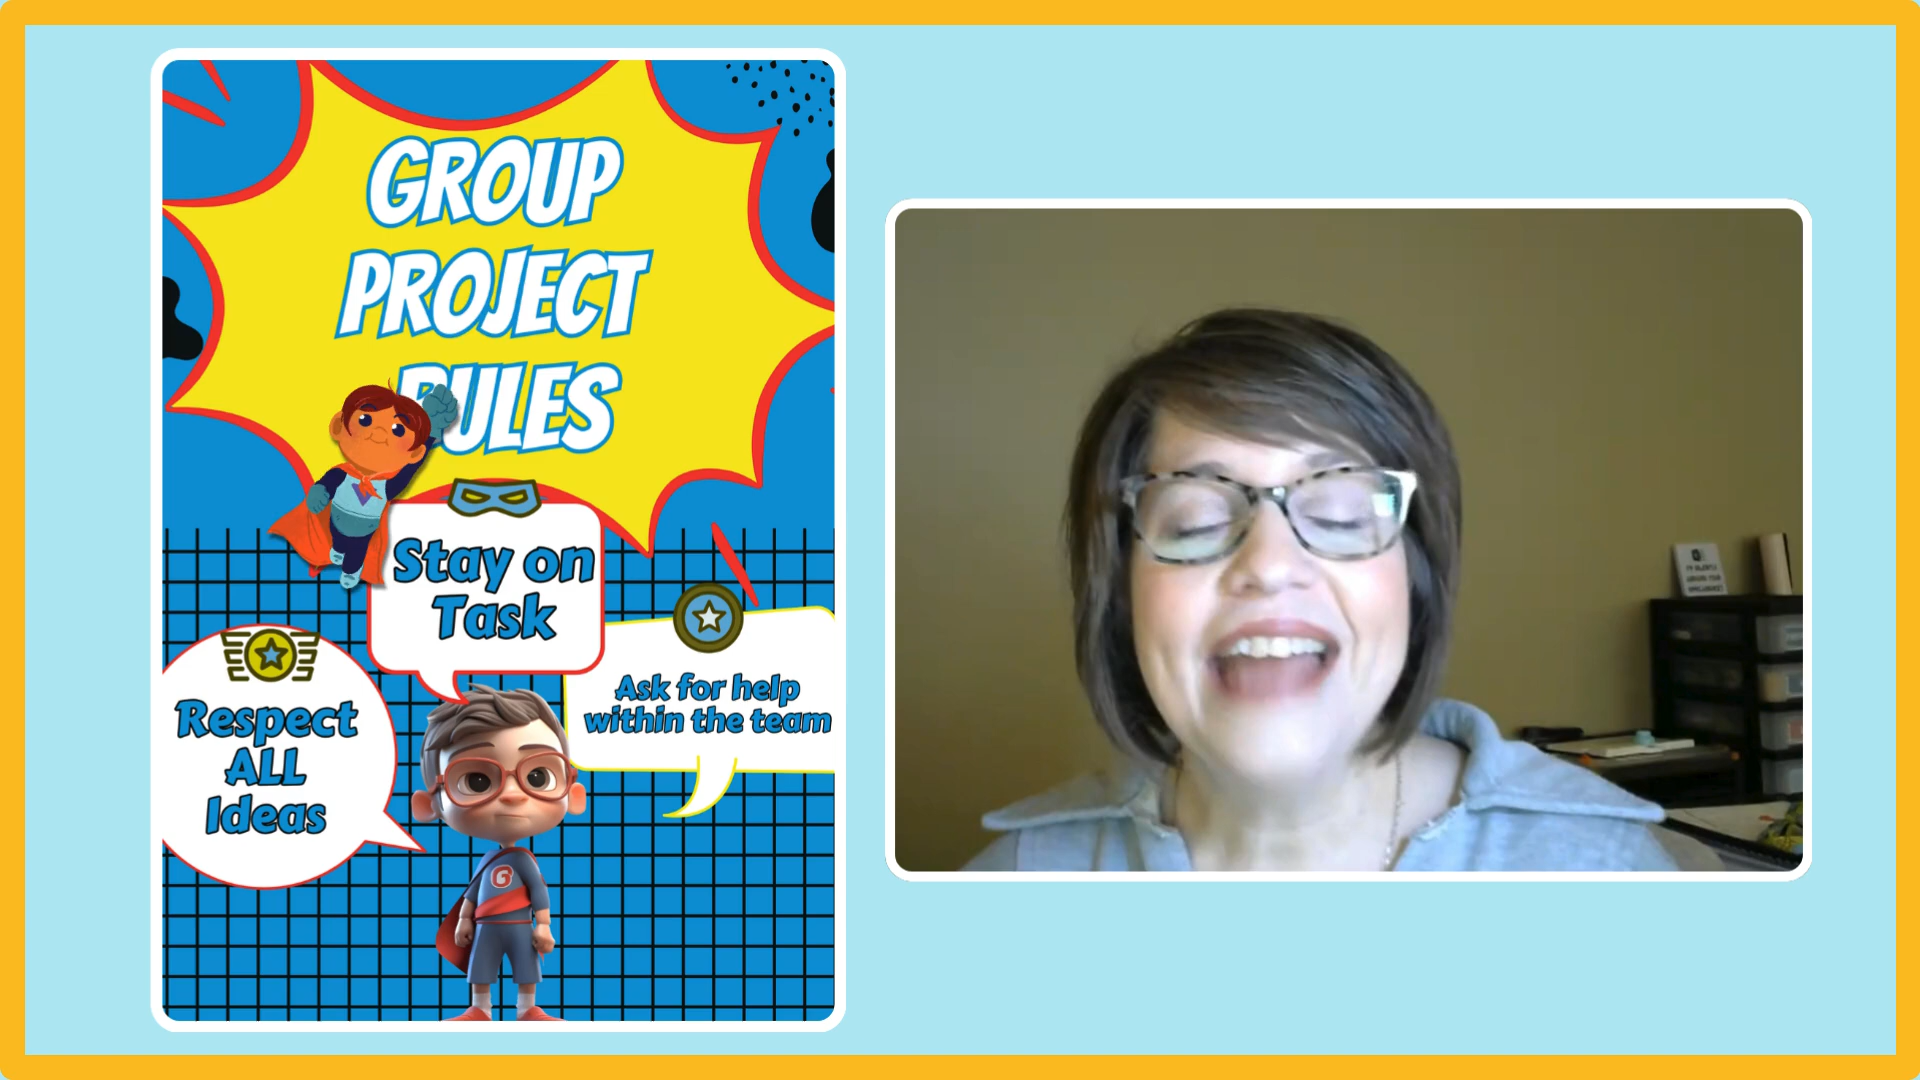 GROUP
PROJECT
RULES
Stay on
Task
Ask for help
within the team
Respect
ALL
Ideas
G